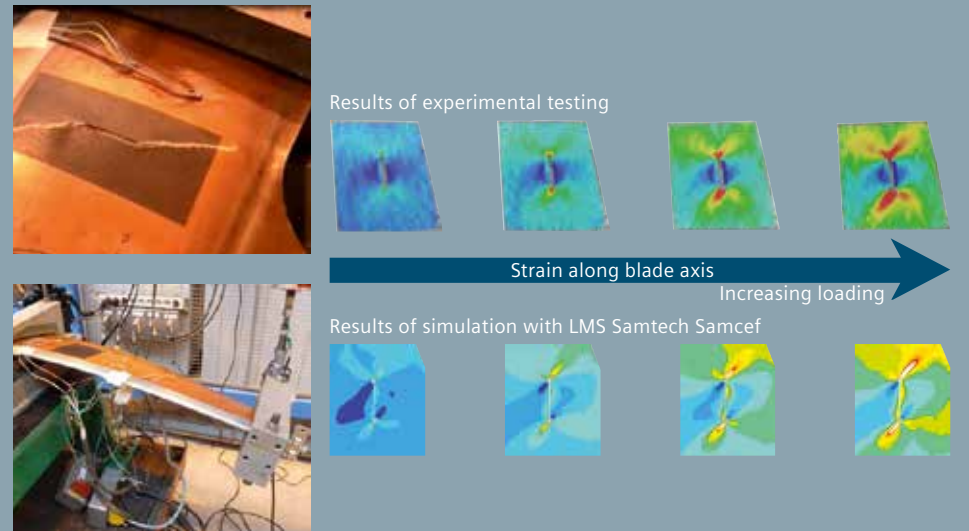 Results of experimental testing
Strain along blade axis
Increasing loading
Results of simulation with LMS Samtech Samcef